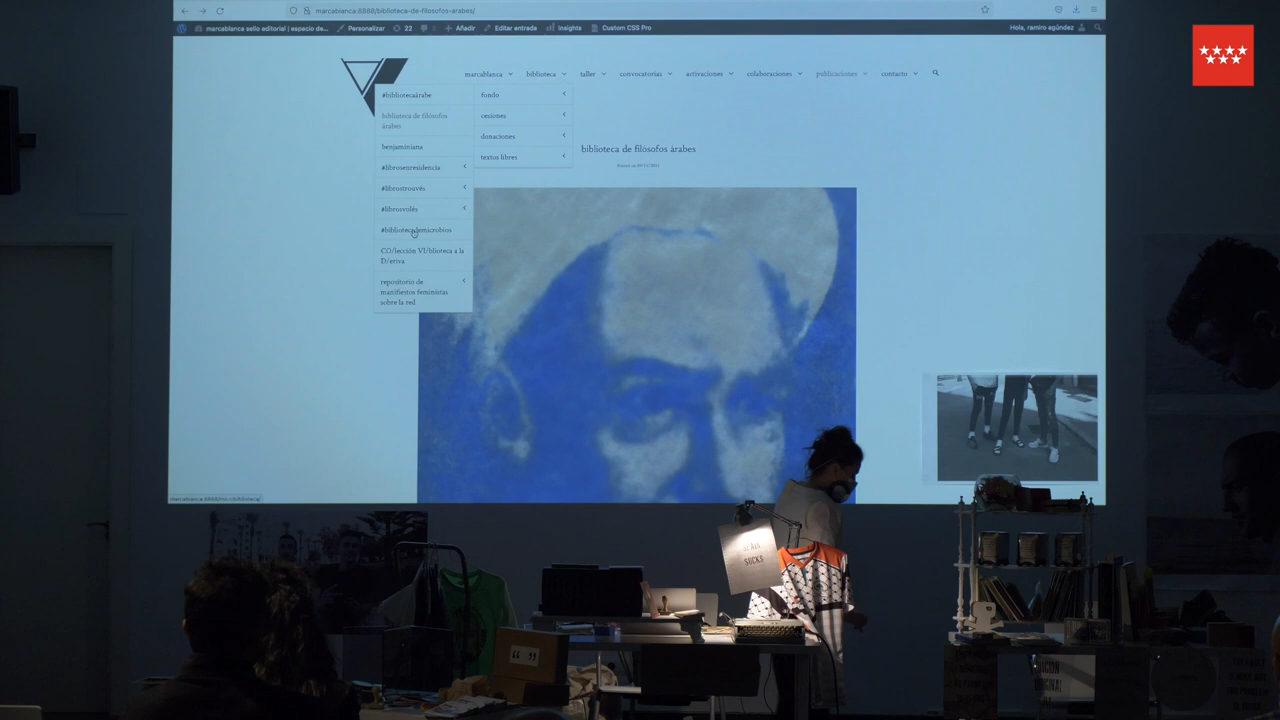 marcabianca:8888/biblioteca-de-filosofos-arabes/
marcablanca sello editorial | espacio de...
Personalizar
22
Añadir
Editar entrada
Insights
Custom CSS Pro
Hola, ramiro agúndez
marcablanca
biblioteca
taller
convocatorias
activaciones
colaboraciones
publicaciones
contacto
#bibliotecaárabe
fondo
biblioteca de filósofos
árabes
cesiones
donaciones
benjaminiana
textos libres
biblioteca de filósofos árabes
#librosenresidencia
#librostrouvés
#librosvolés
#bibliotecademicrobios
CO/lección VI/blioteca a la
D/eriva
repositorio de
manifiestos feministas
sobre la red
SOCKS
“ ”